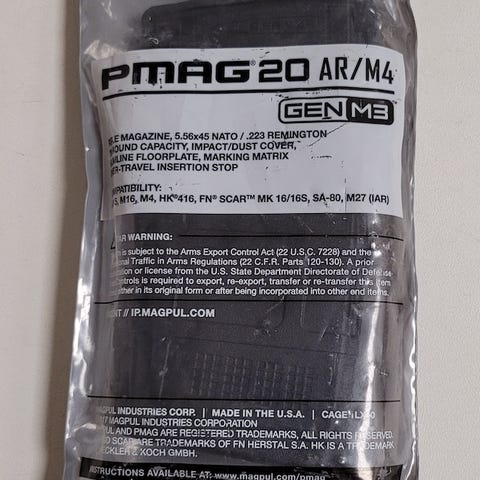 PMAG® 20 AR/M4
GEN M3
MAGAZINE, 5.56x45 NATO / .223 REMINGTON
CAPACITY, IMPACT/DUST COVER,
FLOORPLATE, MARKING MATRIX
INSERTION STOP
M16, M4, HK®416, FN® SCAR™ MK 16/16S, SA-80, M27 (IAR)
WARNING:
is subject to the Arms Export Control Act (22 U.S.C. 7228) and the
Traffic in Arms Regulations (22 C.F.R. Parts 120-130). A prior
or license from the U.S. State Department Directorate of
is required to export, re-export, transfer or re-transfer this item
either in its original form or after being incorporated into other end items.
// IP.MAGPUL.COM
MAGPUL INDUSTRIES CORP. | MADE IN THE U.S.A. |
MAGPUL INDUSTRIES CORPORATION
AND PMAG ARE REGISTERED TRADEMARKS, ALL RIGHTS RESERVED.
SCAR ARE TRADEMARKS OF FN HERSTAL S.A. HK IS A TRADEMARK
& KOCH GMBH.
INSTRUCTIONS AVAILABLE AT: www.magpul.com/pmag